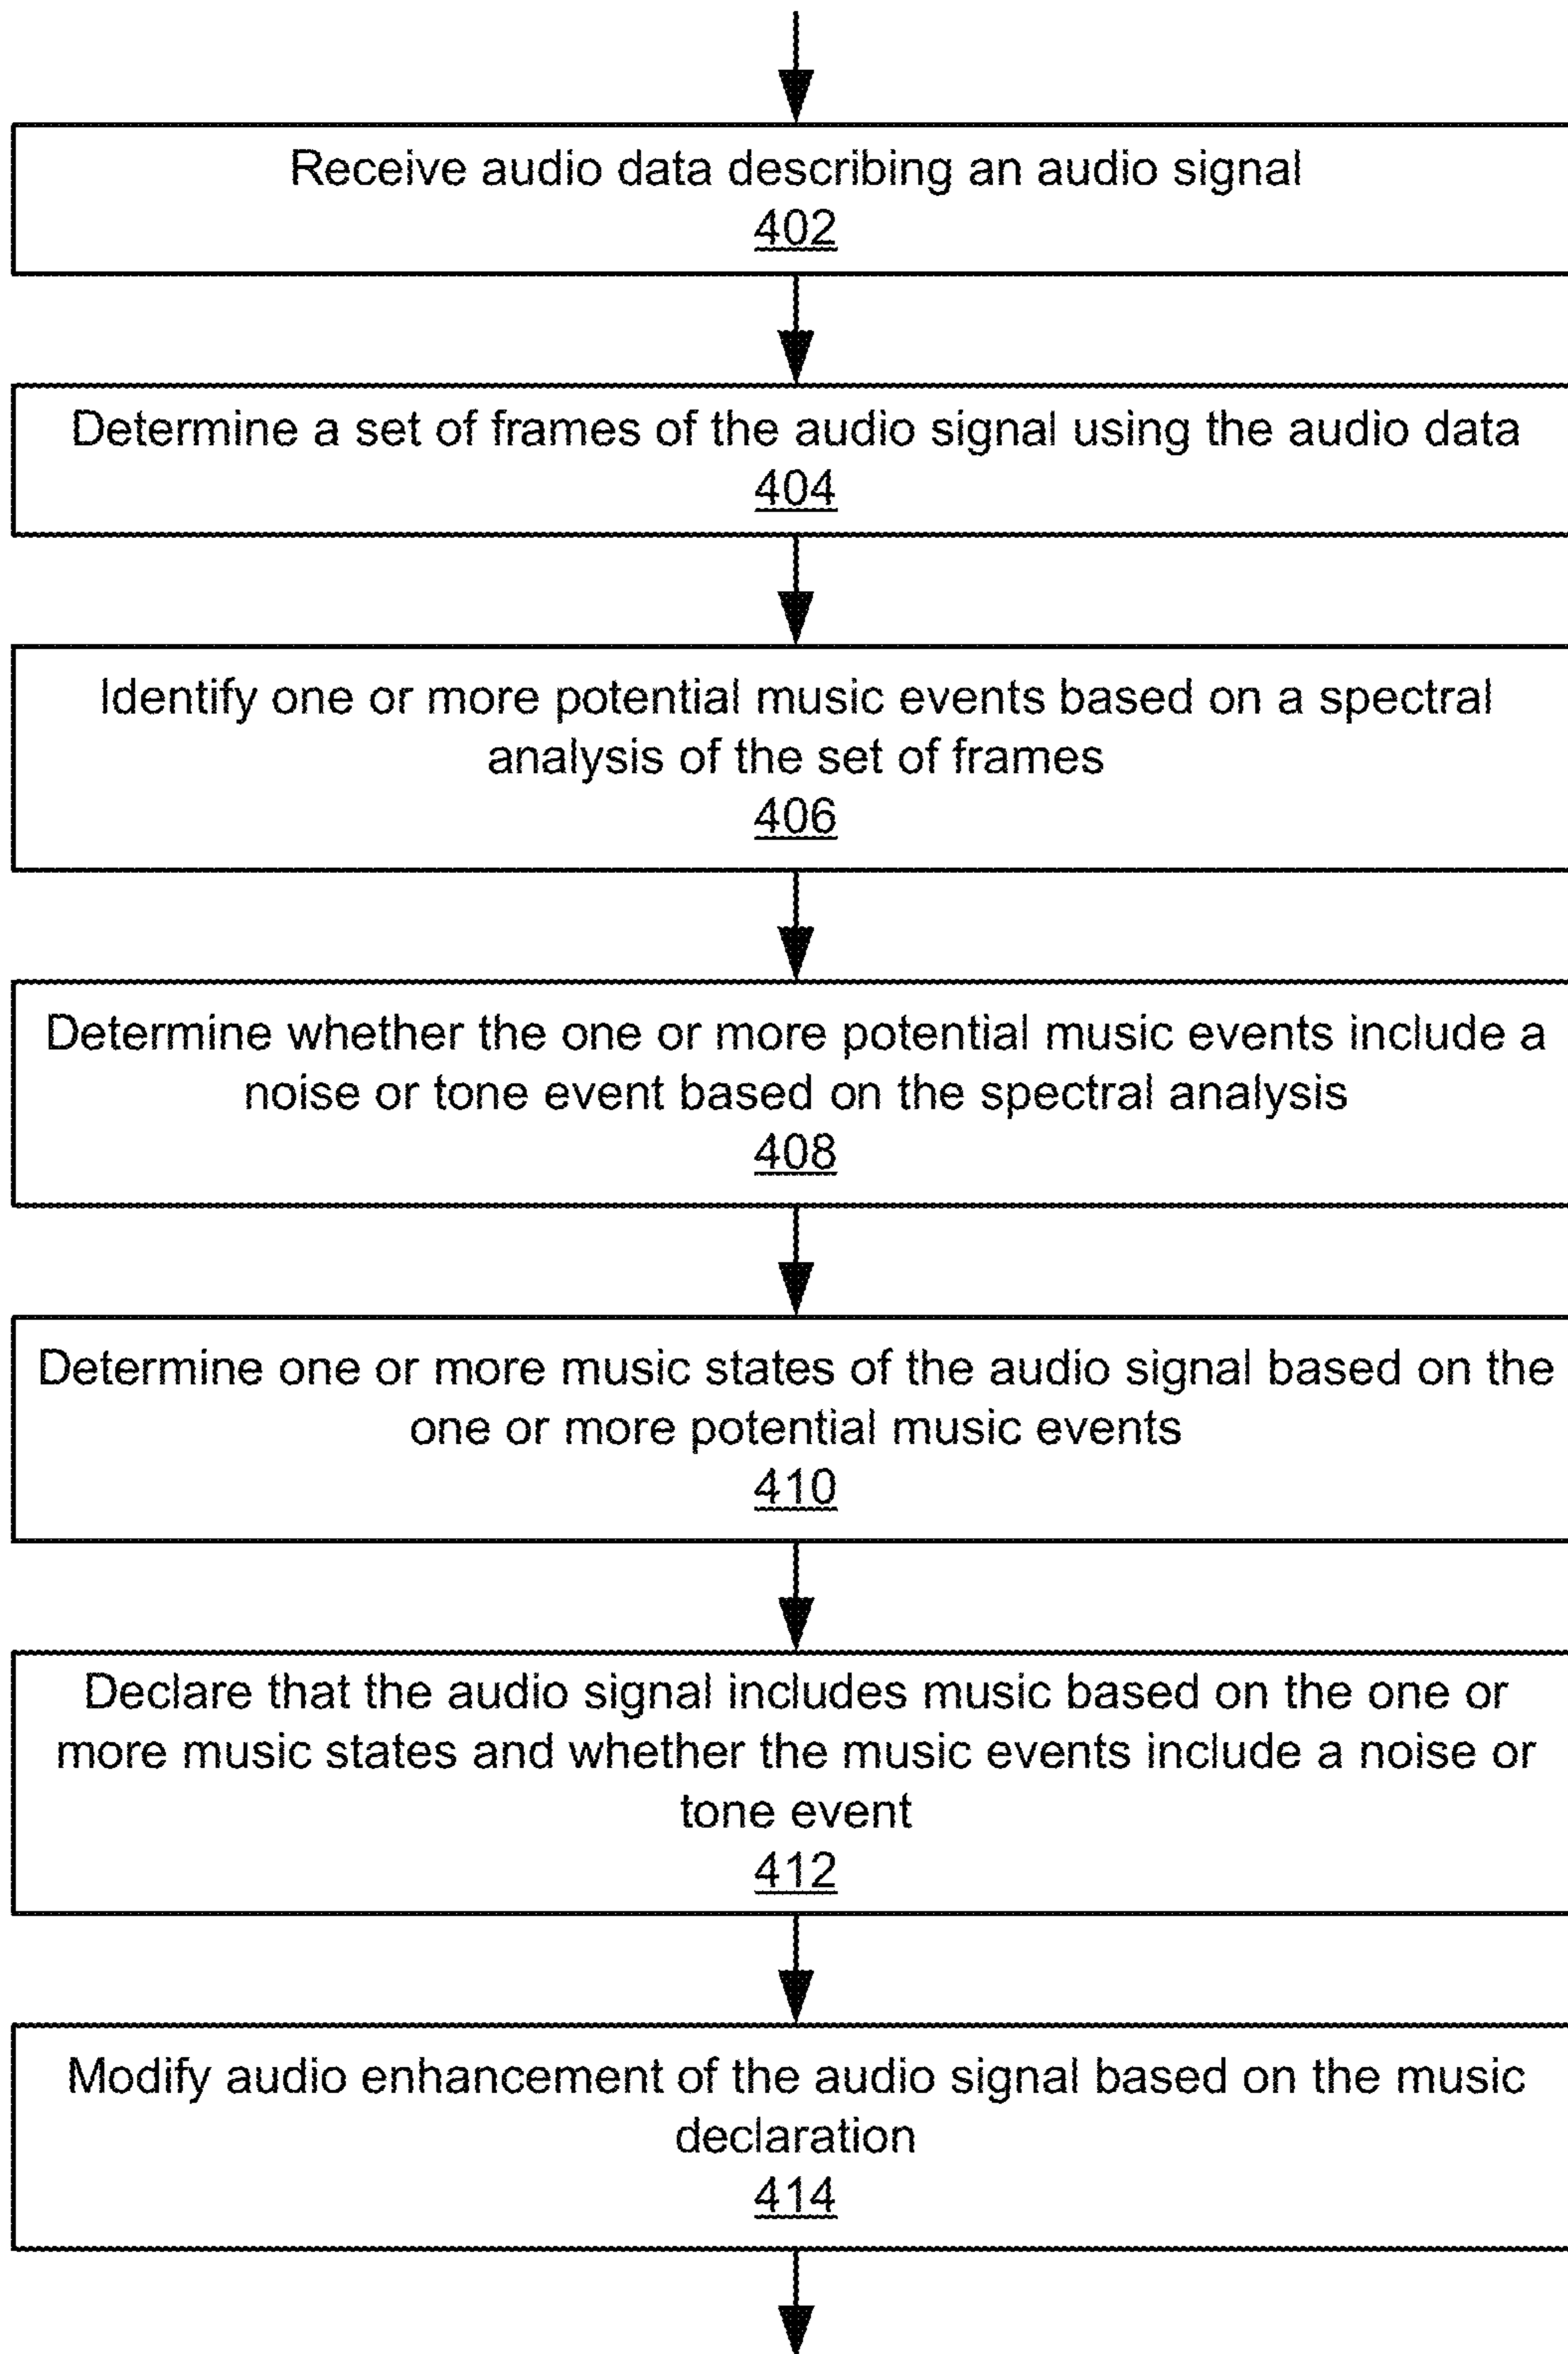 Receive audio data describing an audio signal
402
Determine a set of frames of the audio signal using the audio data
404
Identify one or more potential music events based on a spectral
analysis of the set of frames
406
Determine whether the one or more potential music events include a
noise or tone event based on the spectral analysis
408
Determine one or more music states of the audio signal based on the
one or more potential music events
410
Declare that the audio signal includes music based on the one or
more music states and whether the music events include a noise or
tone event
412
Modify audio enhancement of the audio signal based on the music
declaration
414